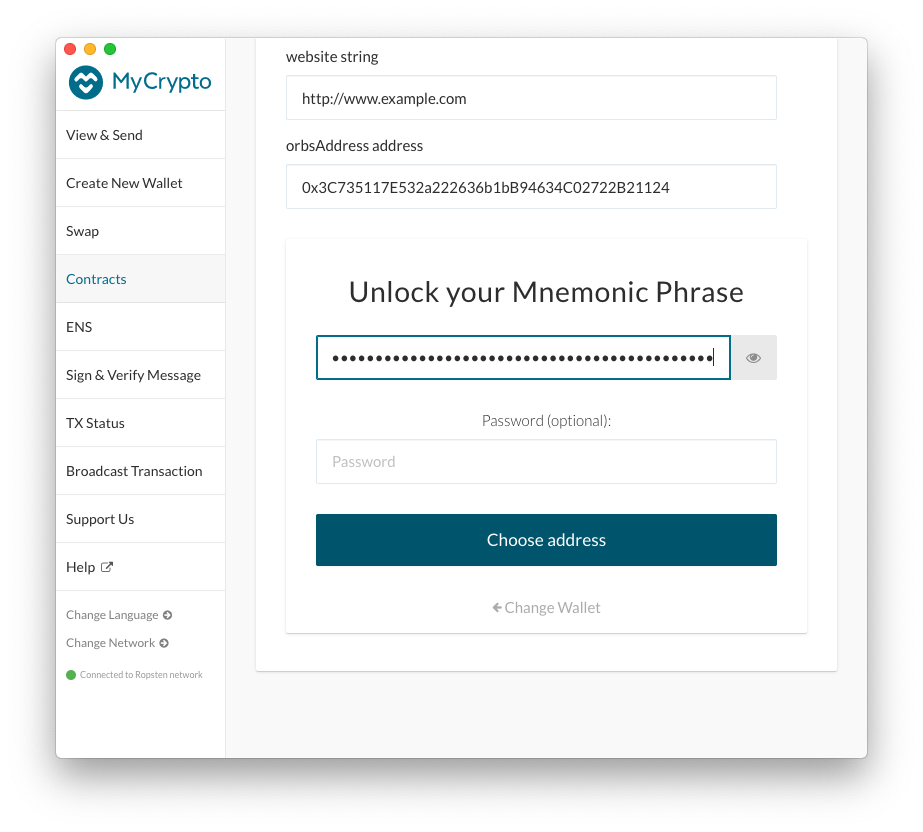 MyCrypto
View & Send
Create New Wallet
Swap
Contracts
ENS
Sign & Verify Message
TX Status
Broadcast Transaction
Support Us
Help
Change Language
Change Network
Connected to Ropsten network
website string
http://www.example.com
orbsAddress address
0x3C735117E532a222636b1bB94634C02722B21124
Unlock your Mnemonic Phrase
••••••••••••••••••••••••••••••••••••••••••••
Password (optional):
Password
Choose address
Change Wallet